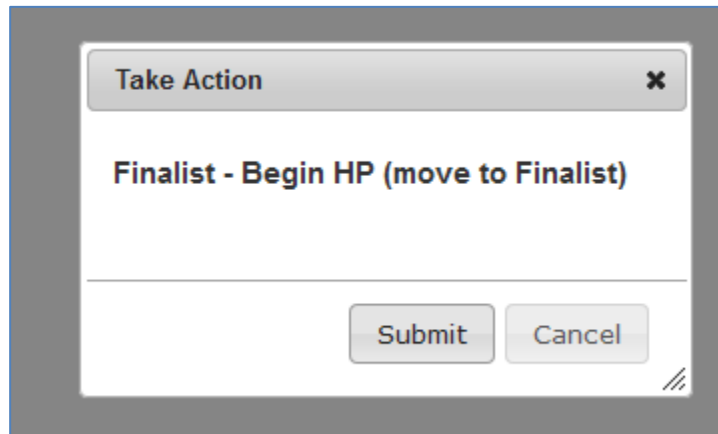 Take Action
Finalist - Begin HP (move to Finalist)
Submit Cancel